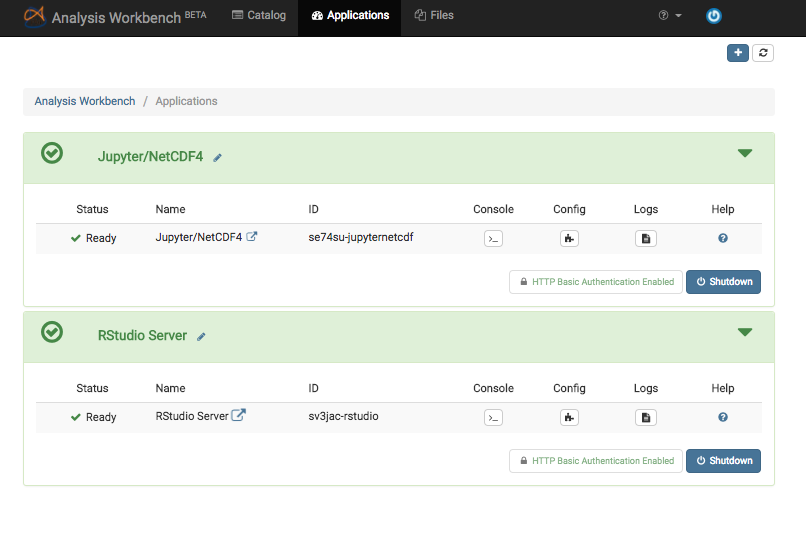 Analysis Workbench BETA Catalog Applications Files
Analysis Workbench / Applications
Jupyter/NetCDF4
Status Name ID Console Config Logs Help
Ready Jupyter/NetCDF4 se74su-jupyternetcdf
HTTP Basic Authentication Enabled Shutdown
RStudio Server
Status Name ID Console Config Logs Help
Ready RStudio Server sv3jac-rstudio
HTTP Basic Authentication Enabled Shutdown